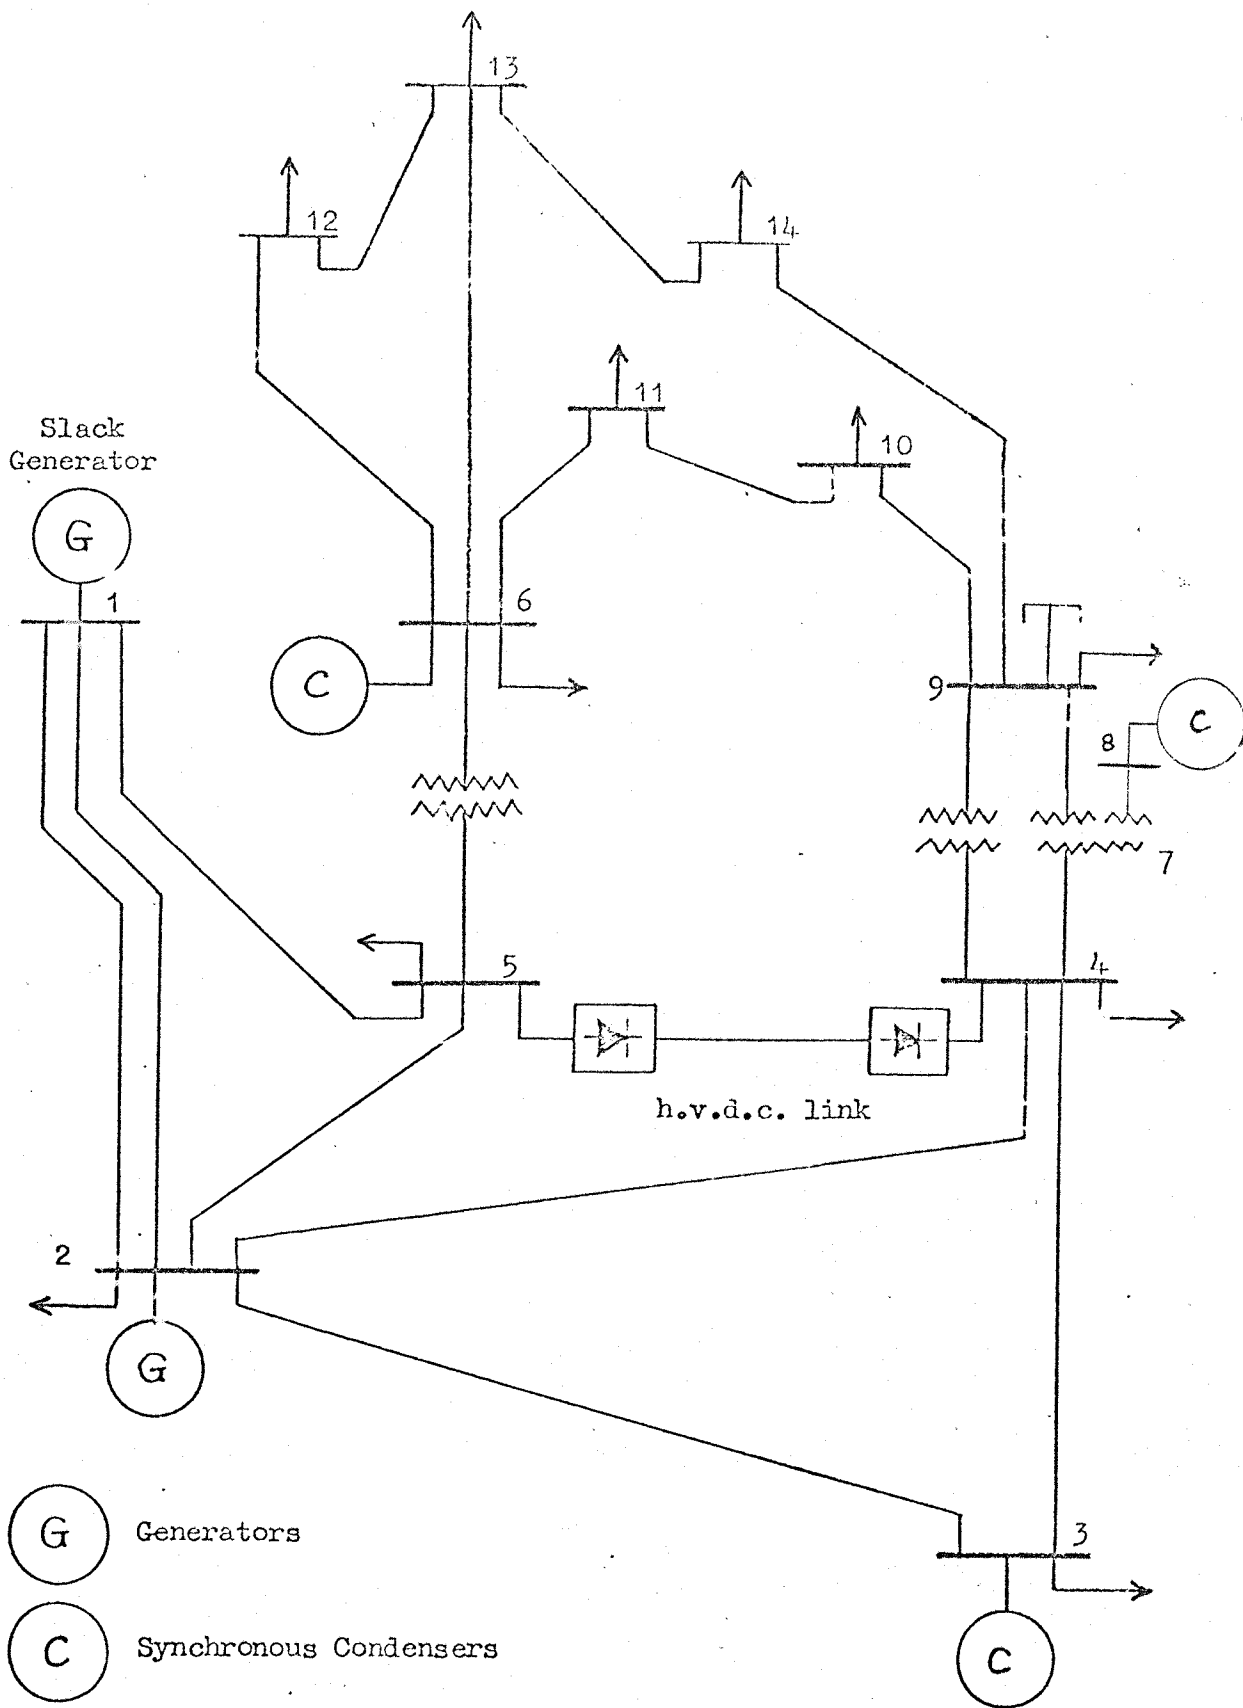 13
12
14
11
10
Slack
Generator
G
1
6
C
9
8
C
7
5
4
h.v.d.c. link
2
G
G
Generators
3
C
Synchronous Condensers
C